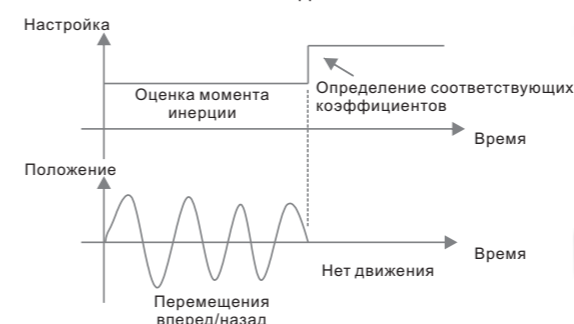 Настройка
Оценка момента
инерции
Определение соответствующих
коэффициентов
Время
Положение
Время
Нет движения
Перемещения
вперед/назад